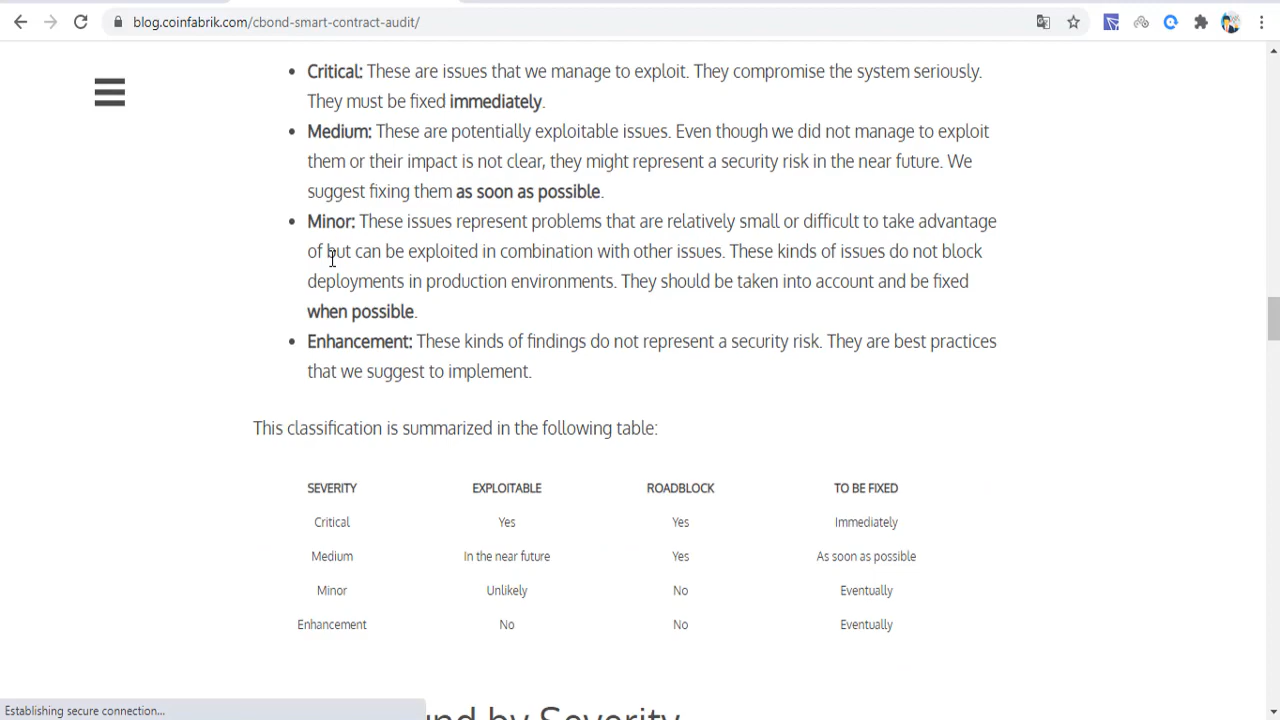 blog.coinfabrik.com/cbond-smart-contract-audit/
• Critical: These are issues that we manage to exploit. They compromise the system seriously.
They must be fixed immediately.
• Medium: These are potentially exploitable issues. Even though we did not manage to exploit
them or their impact is not clear, they might represent a security risk in the near future. We
suggest fixing them as soon as possible.
• Minor: These issues represent problems that are relatively small or difficult to take advantage
of but can be exploited in combination with other issues. These kinds of issues do not block
deployments in production environments. They should be taken into account and be fixed
when possible.
• Enhancement: These kinds of findings do not represent a security risk. They are best practices
that we suggest to implement.
This classification is summarized in the following table:
SEVERITY EXPLOITABLE ROADBLOCK TO BE FIXED
Critical Yes Yes Immediately
Medium In the near future Yes As soon as possible
Minor Unlikely No Eventually
Enhancement No No Eventually
by Severity
Establishing secure connection...